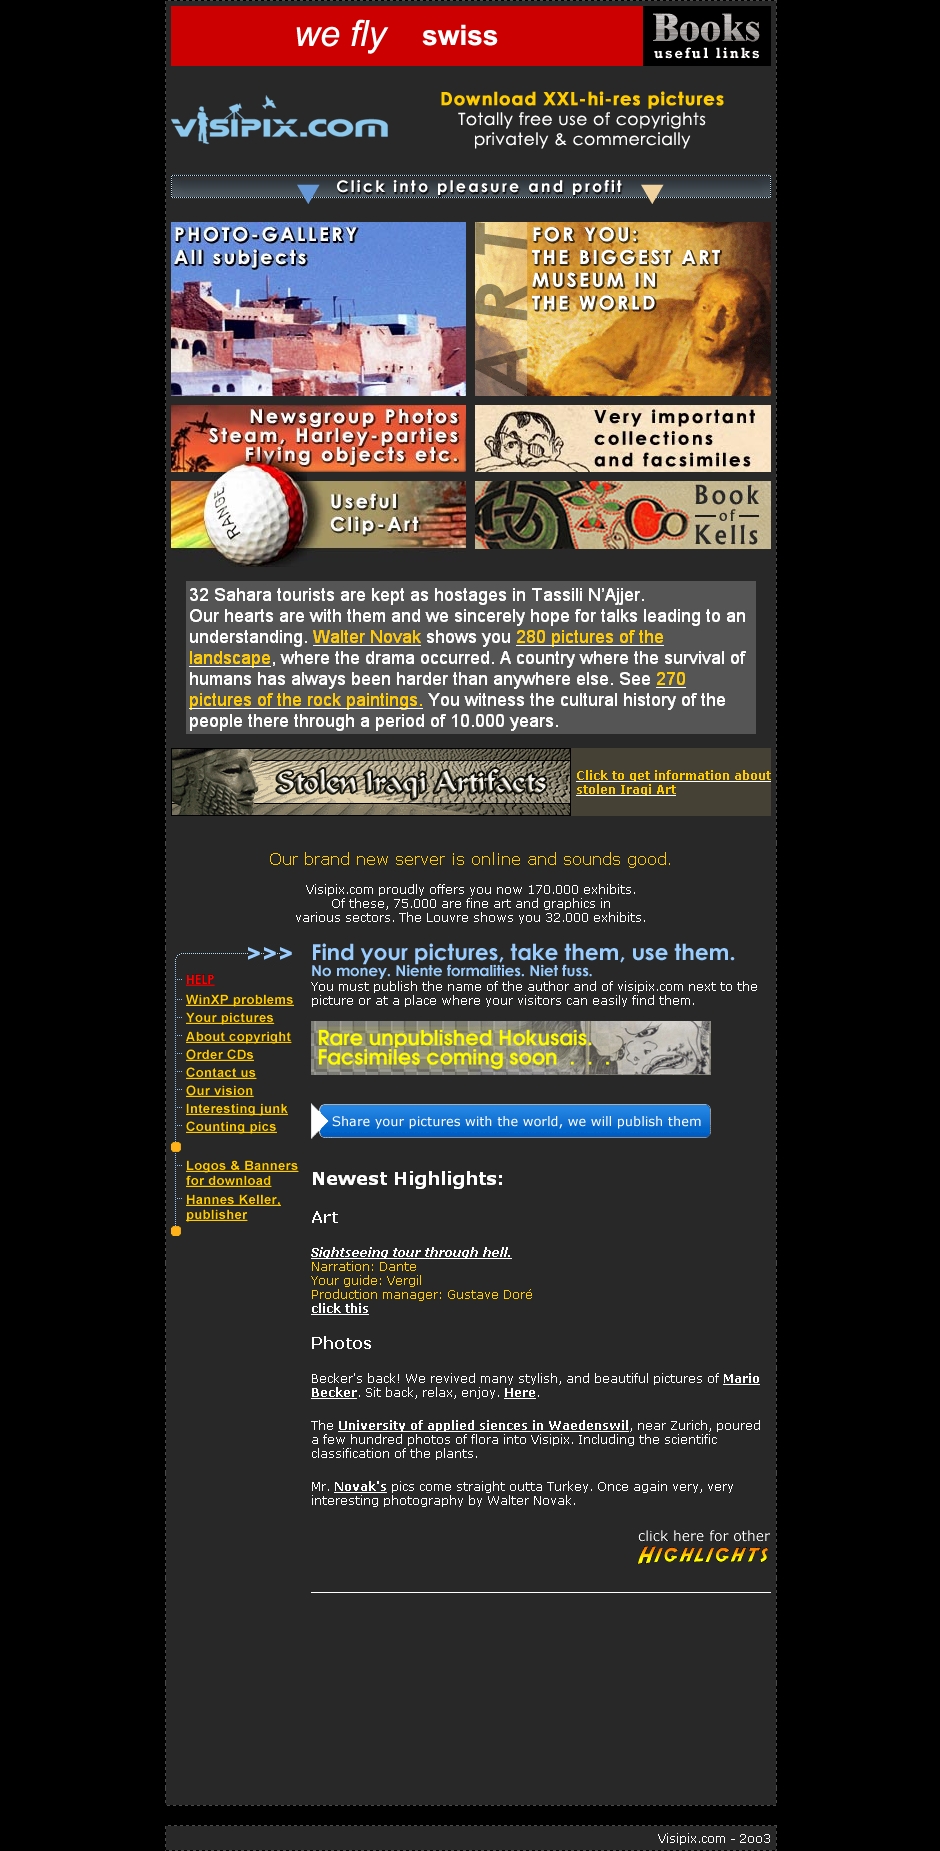 we fly swiss
Books
useful links
visipix.com
Download XXL-hi-res pictures
Totally free use of copyrights
privately & commercially
Click into pleasure and profit
PHOTO-GALLERY
All subjects
ART
FOR YOU:
THE BIGGEST ART
MUSEUM IN
THE WORLD
Newsgroup Photos
Steam, Harley-parties
Flying objects etc.
Very important
collections
and facsimiles
RANGE
Useful
Clip-Art
Book
of
Kells
32 Sahara tourists are kept as hostages in Tassili N'Ajjer.
Our hearts are with them and we sincerely hope for talks leading to an
understanding. Walter Novak shows you 280 pictures of the
landscape, where the drama occurred. A country where the survival of
humans has always been harder than anywhere else. See 270
pictures of the rock paintings. You witness the cultural history of the
people there through a period of 10.000 years.
Stolen Iraqi Artifacts
Click to get information about
stolen Iraqi Art
Our brand new server is online and sounds good.
Visipix.com proudly offers you now 170.000 exhibits.
Of these, 75.000 are fine art and graphics in
various sectors. The Louvre shows you 32.000 exhibits.
>>>
HELP
WinXP problems
Your pictures
About copyright
Order CDs
Contact us
Our vision
Interesting junk
Counting pics
Logos & Banners
for download
Hannes Keller,
publisher
Find your pictures, take them, use them.
No money. Niente formalities. Niet fuss.
You must publish the name of the author and of visipix.com next to the
picture or at a place where your visitors can easily find them.
Rare unpublished Hokusais.
Facsimiles coming soon . . .
Share your pictures with the world, we will publish them
Newest Highlights:
Art
Sightseeing tour through hell.
Narration: Dante
Your guide: Vergil
Production manager: Gustave Doré
click this
Photos
Becker's back! We revived many stylish, and beautiful pictures of Mario
Becker. Sit back, relax, enjoy. Here.
The University of applied siences in Waedenswil, near Zurich, poured
a few hundred photos of flora into Visipix. Including the scientific
classification of the plants.
Mr. Novak's pics come straight outta Turkey. Once again very, very
interesting photography by Walter Novak.
click here for other
HIGHLIGHTS
Visipix.com - 2oo3